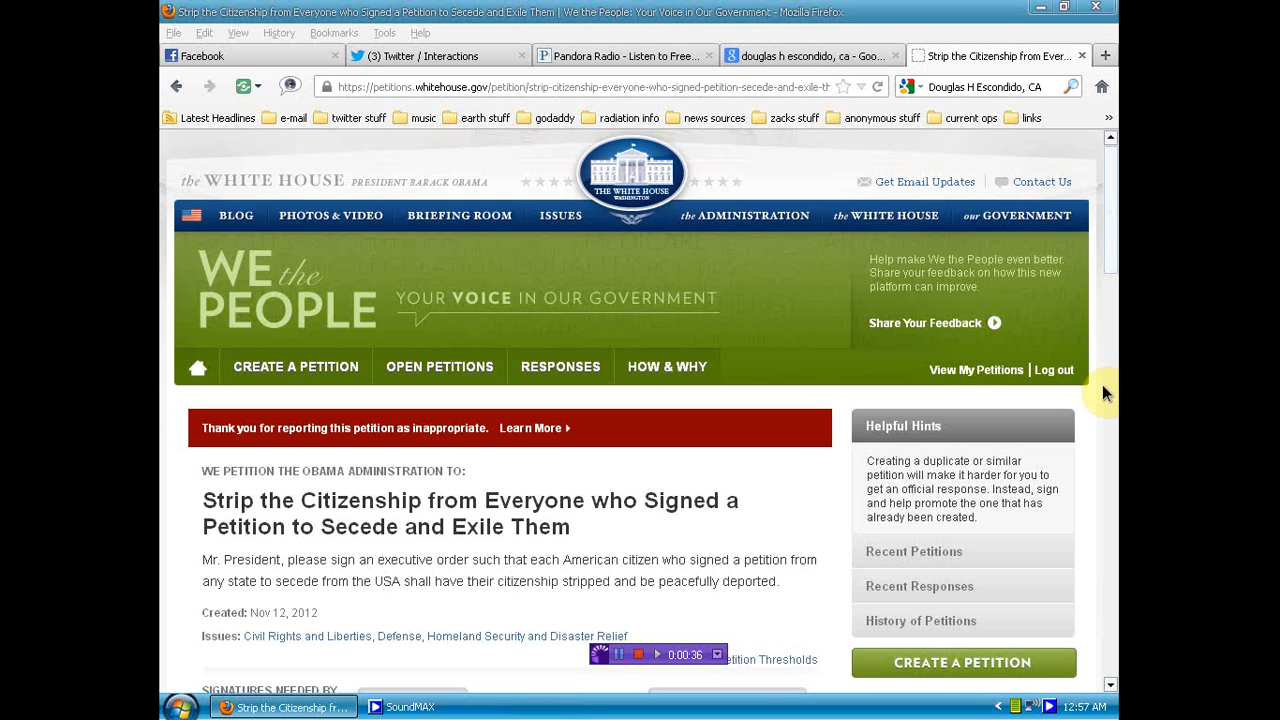 Strip the Citizenship from Everyone who Signed a Petition to Secede and Exile Them | We the People: Your Voice in Our Government - Mozilla Firefox
File Edit View History Bookmarks Tools Help
Facebook (3) Twitter / Interactions Pandora Radio - Listen to Free... douglas h escondido, ca - Goo... Strip the Citizenship from Ever...
https://petitions.whitehouse.gov/petition/strip-citizenship-everyone-who-signed-petition-secede-and-exile-th Douglas H Escondido, CA
Latest Headlines e-mail twitter stuff music earth stuff godaddy radiation info news sources zacks stuff anonymous stuff current ops links »
the WHITE HOUSE PRESIDENT BARACK OBAMA Get Email Updates Contact Us
THE WHITE HOUSE
WASHINGTON
BLOG PHOTOS & VIDEO BRIEFING ROOM ISSUES the ADMINISTRATION the WHITE HOUSE our GOVERNMENT
WE the
PEOPLE
YOUR VOICE IN OUR GOVERNMENT
Help make We the People even better.
Share your feedback on how this new
platform can improve.
Share Your Feedback
CREATE A PETITION OPEN PETITIONS RESPONSES HOW & WHY
View My Petitions | Log out
Thank you for reporting this petition as inappropriate. Learn More
WE PETITION THE OBAMA ADMINISTRATION TO:
Strip the Citizenship from Everyone who Signed a
Petition to Secede and Exile Them
Mr. President, please sign an executive order such that each American citizen who signed a petition from
any state to secede from the USA shall have their citizenship stripped and be peacefully deported.
Created: Nov 12, 2012
Issues: Civil Rights and Liberties, Defense, Homeland Security and Disaster Relief
0:00:36
etition Thresholds
SIGNATURES NEEDED BY
Helpful Hints
Creating a duplicate or similar
petition will make it harder for you to
get an official response. Instead, sign
and help promote the one that has
already been created.
Recent Petitions
Recent Responses
History of Petitions
CREATE A PETITION
Strip the Citizenship fr... SoundMAX 12:57 AM